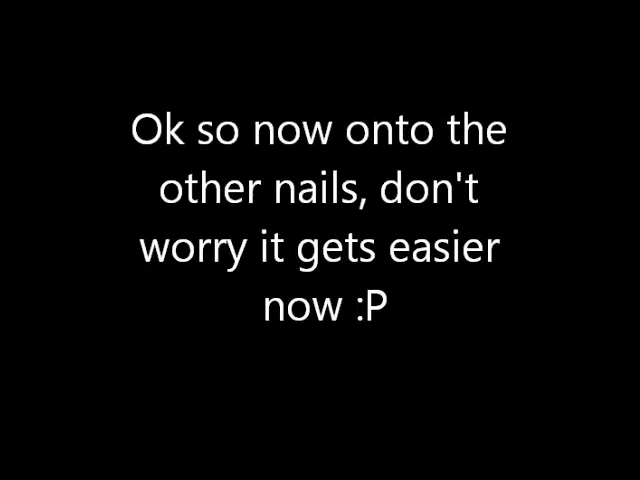 Ok so now onto the
other nails, don't
worry it gets easier
now :P